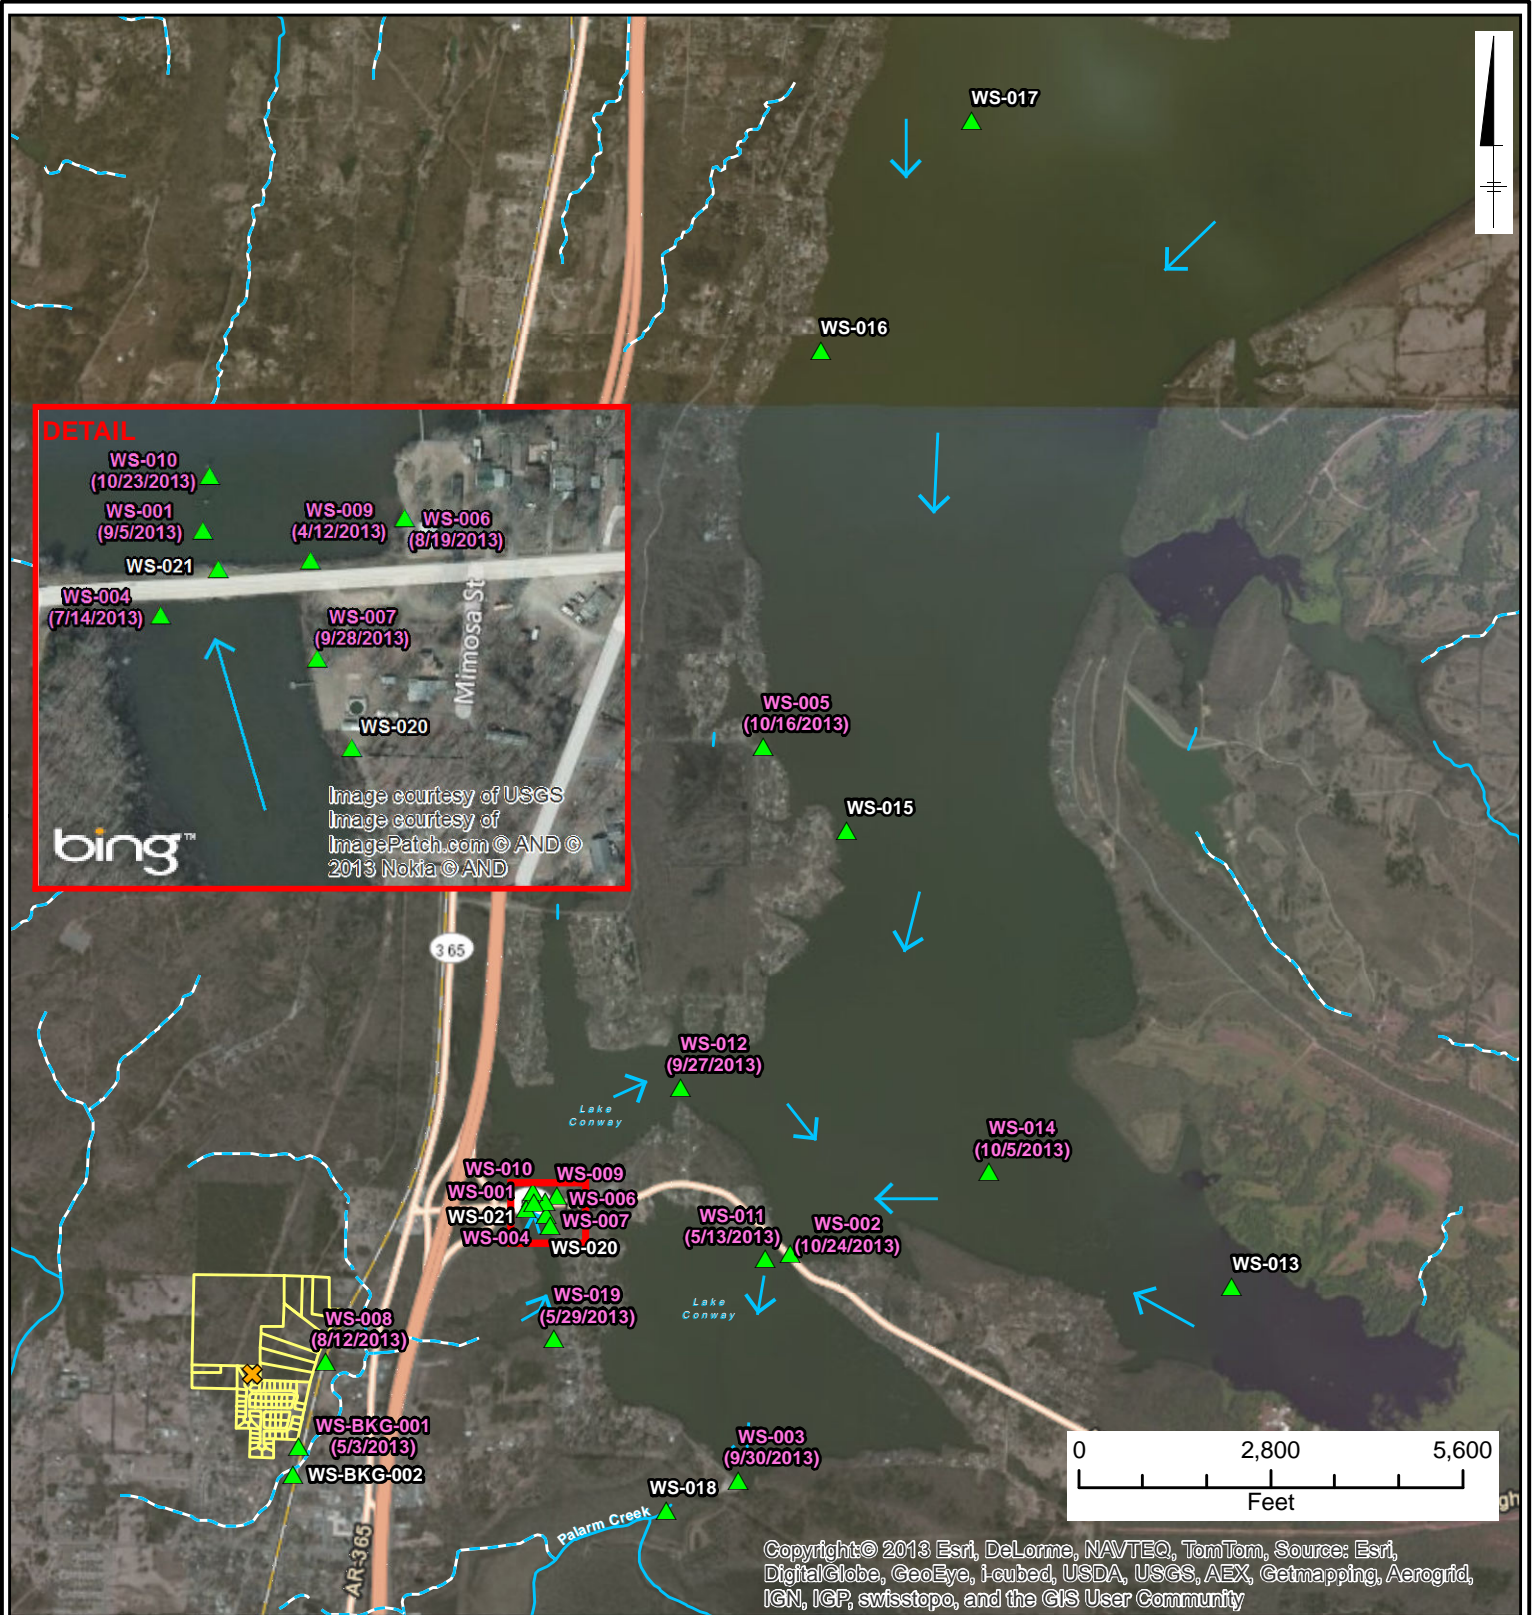 WS-017
WS-016
DETAIL
WS-010
(10/23/2013)
WS-001
(9/5/2013)
WS-009
(4/12/2013)
WS-006
(8/19/2013)
WS-021
WS-004
(7/14/2013)
WS-007
(9/28/2013)
Mimosa St
WS-020
Image courtesy of USGS
Image courtesy of
ImagePatch.com © AND ©
2013 Nokia © AND
bing™
WS-005
(10/16/2013)
WS-015
365
WS-012
(9/27/2013)
Lake
Conway
WS-014
(10/5/2013)
WS-010
WS-009
WS-001
WS-006
WS-021
WS-007
WS-004
WS-020
WS-011
(5/13/2013)
WS-002
(10/24/2013)
WS-013
WS-019
(5/29/2013)
Lake
Conway
WS-008
(8/12/2013)
WS-BKG-001
(5/3/2013)
WS-BKG-002
WS-003
(9/30/2013)
WS-018
Palarm Creek
AR-365
0 2,800 5,600
Feet
Copyright:© 2013 Esri, DeLorme, NAVTEQ, TomTom, Source: Esri,
DigitalGlobe, GeoEye, i-cubed, USDA, USGS, AEX, Getmapping, Aerogrid,
IGN, IGP, swisstopo, and the GIS User Community